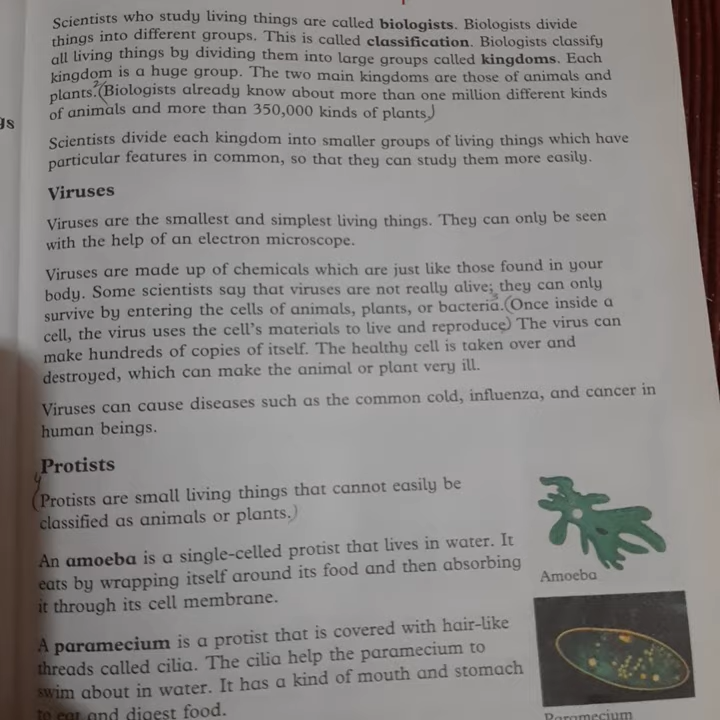 Scientists who study living things are called biologists. Biologists divide
things into different groups. This is called classification. Biologists classify
all living things by dividing them into large groups called kingdoms. Each
kingdom is a huge group. The two main kingdoms are those of animals and
plants. 2 (Biologists already know about more than one million different kinds
of animals and more than 350,000 kinds of plants.)
gs
Scientists divide each kingdom into smaller groups of living things which have
particular features in common, so that they can study them more easily.
Viruses
Viruses are the smallest and simplest living things. They can only be seen
with the help of an electron microscope.
Viruses are made up of chemicals which are just like those found in your
body. Some scientists say that viruses are not really alive; they can only
survive by entering the cells of animals, plants, or bacteria. 3 (Once inside a
cell, the virus uses the cell's materials to live and reproduce) The virus can
make hundreds of copies of itself. The healthy cell is taken over and
destroyed, which can make the animal or plant very ill.
Viruses can cause diseases such as the common cold, influenza, and cancer in
human beings.
Protists
4
(Protists are small living things that cannot easily be
classified as animals or plants.)
An amoeba is a single-celled protist that lives in water. It
eats by wrapping itself around its food and then absorbing
it through its cell membrane.
Amoeba
A paramecium is a protist that is covered with hair-like
threads called cilia. The cilia help the paramecium to
swim about in water. It has a kind of mouth and stomach
to eat and digest food.
Paramecium